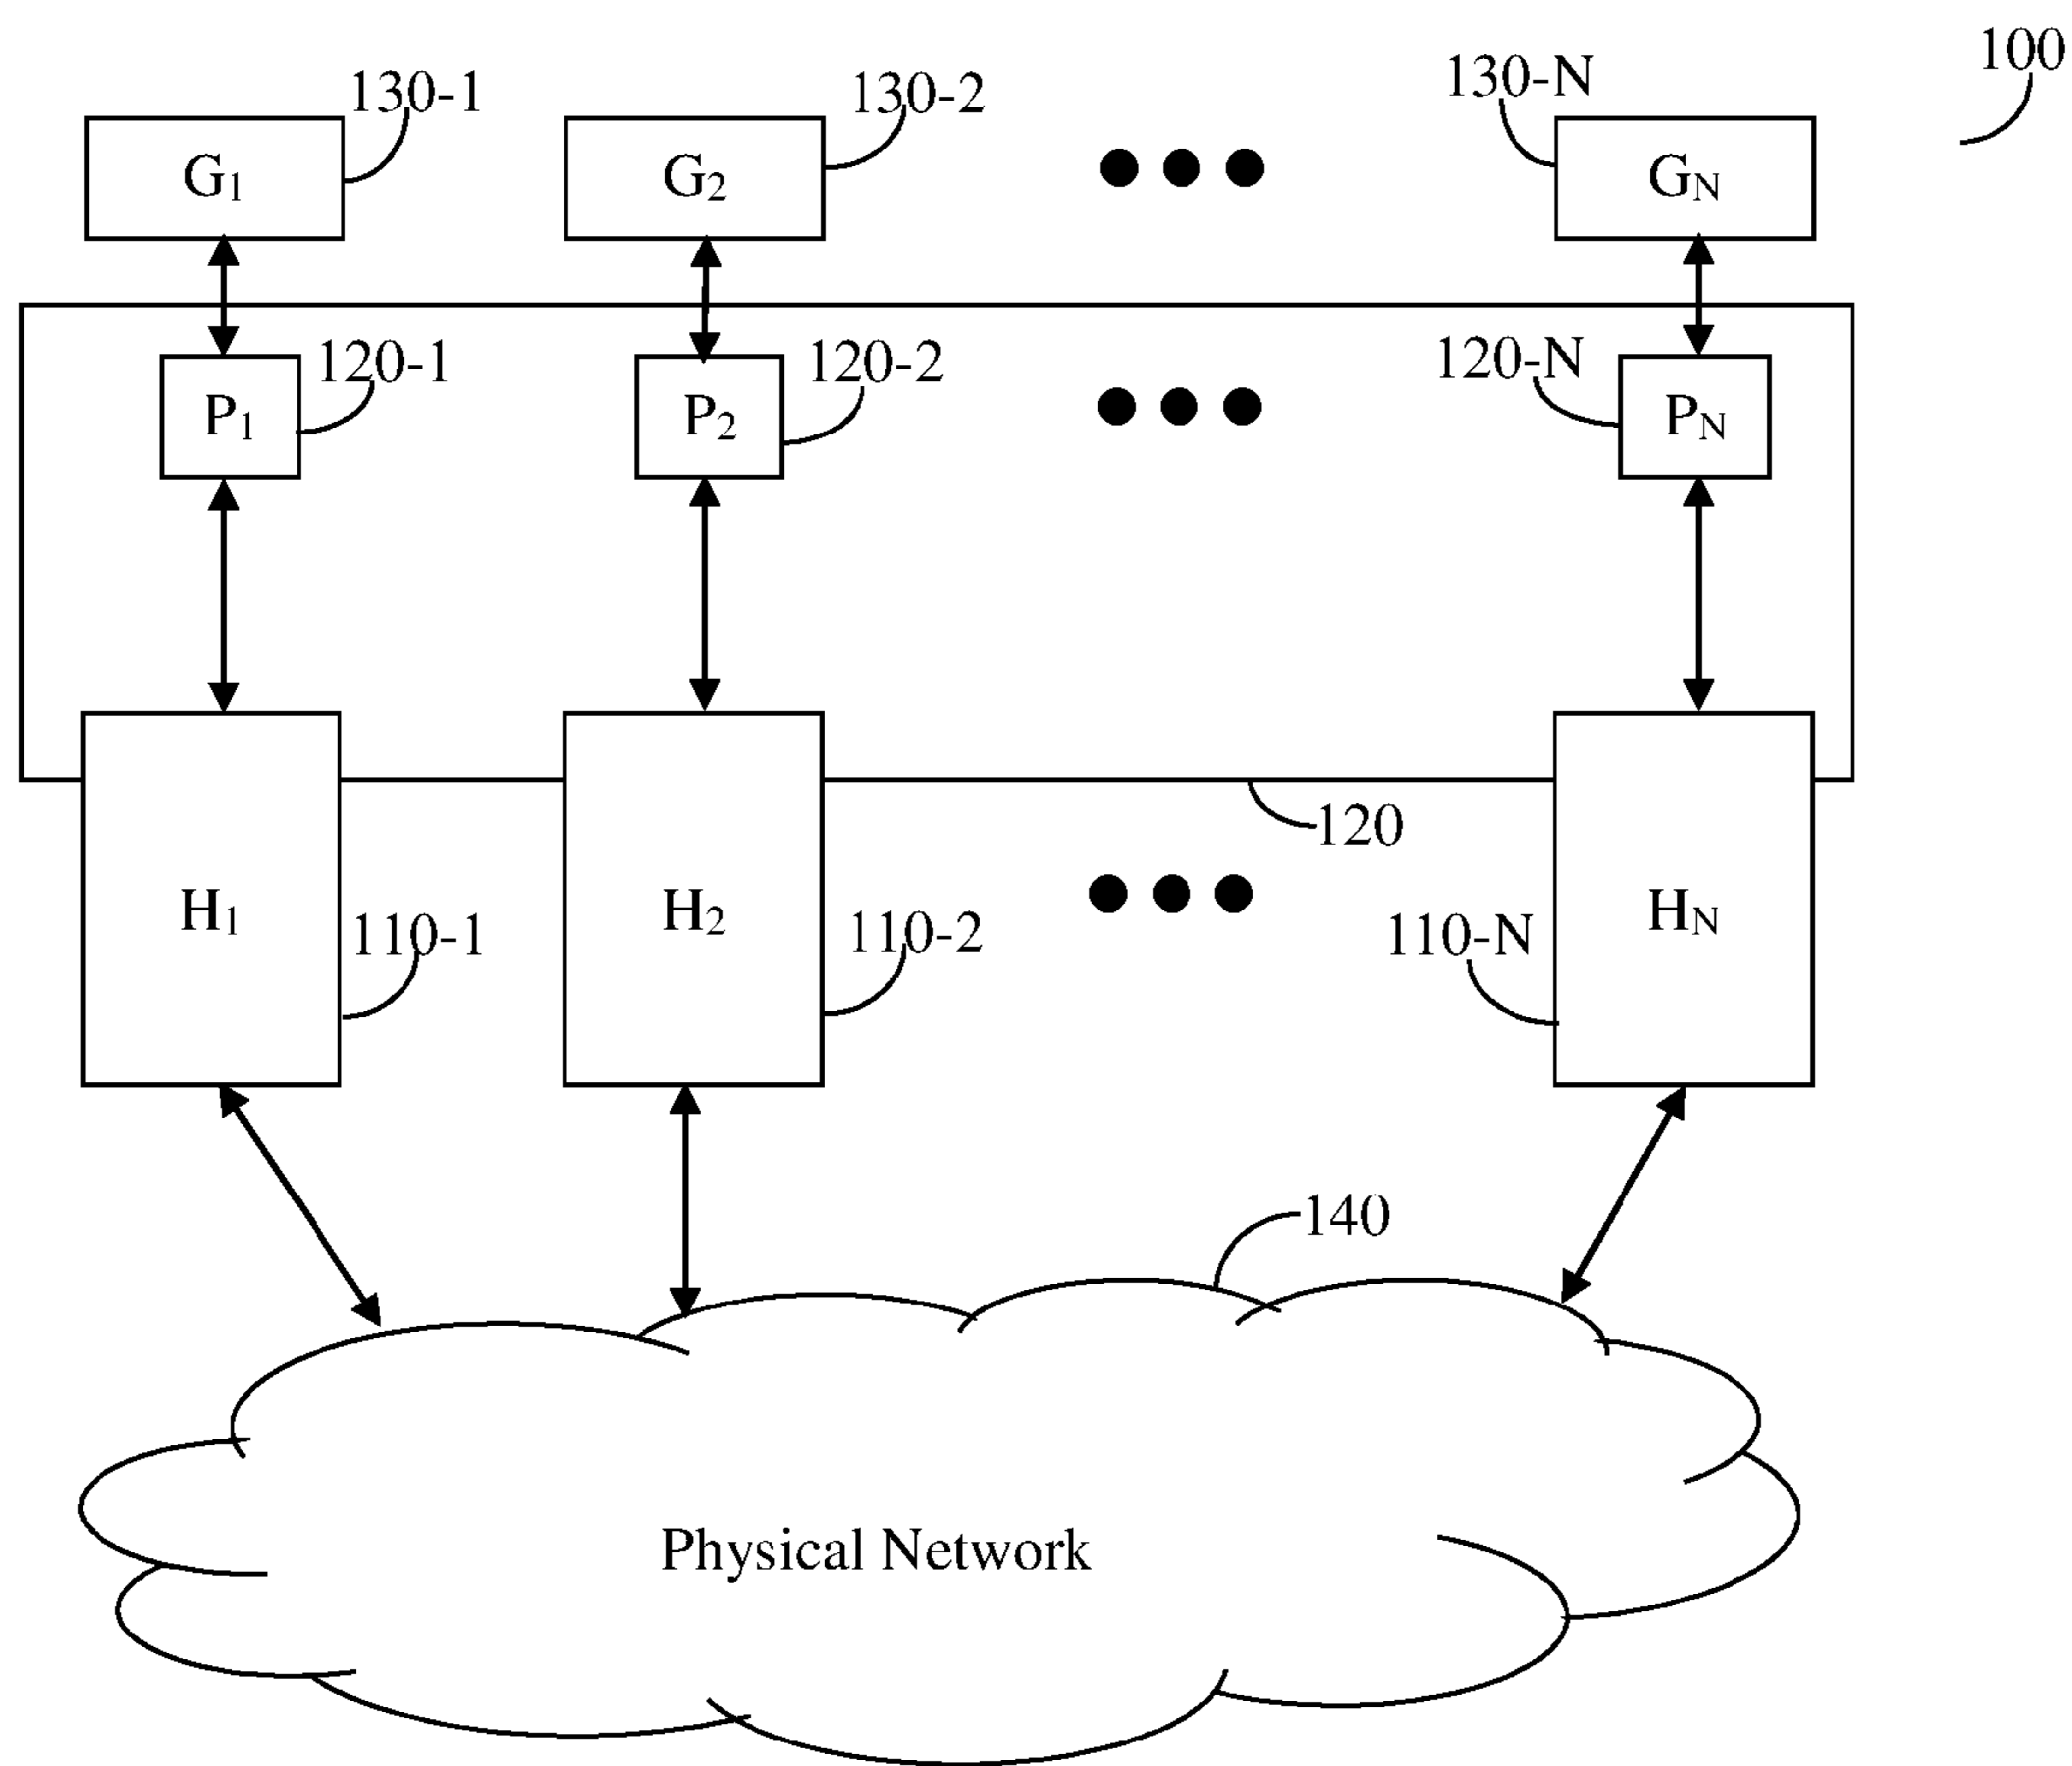 100
130-1
130-2
130-N
G1
G2
GN
120-1
120-2
120-N
P1
P2
PN
120
H1
H2
HN
110-1
110-2
110-N
140
Physical Network